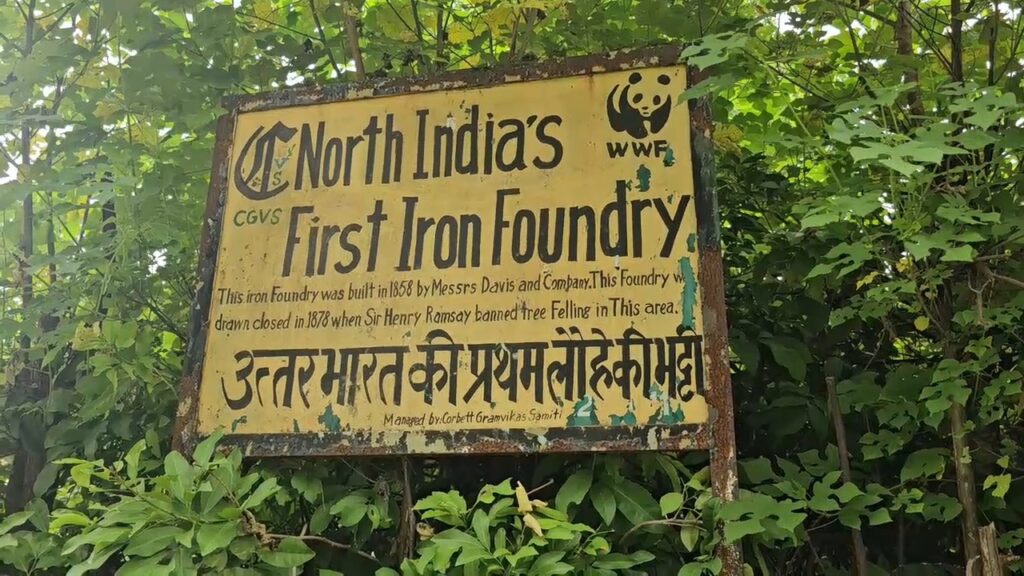 North India's
WWF
CGVS
First Iron Foundry
This iron Foundry was built in 1858 by Messrs Davis and Company. This Foundry w
drawn closed in 1878 when Sir Henry Ramsay banned tree Felling in This area.
उत्तर भारत की प्रथम लौहे की भट्टी
Managed by: Corbett Gramvikas Samiti